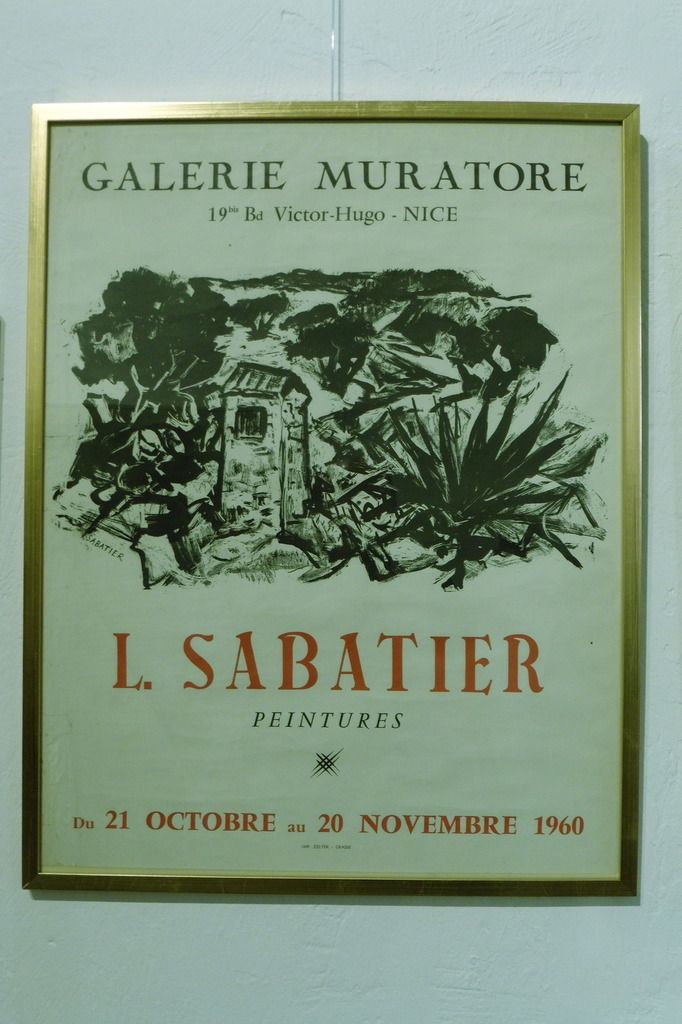 GALERIE MURATORE
19bis Bd Victor-Hugo - NICE
SABATIER
L. SABATIER
PEINTURES
Du 21 OCTOBRE au 20 NOVEMBRE 1960